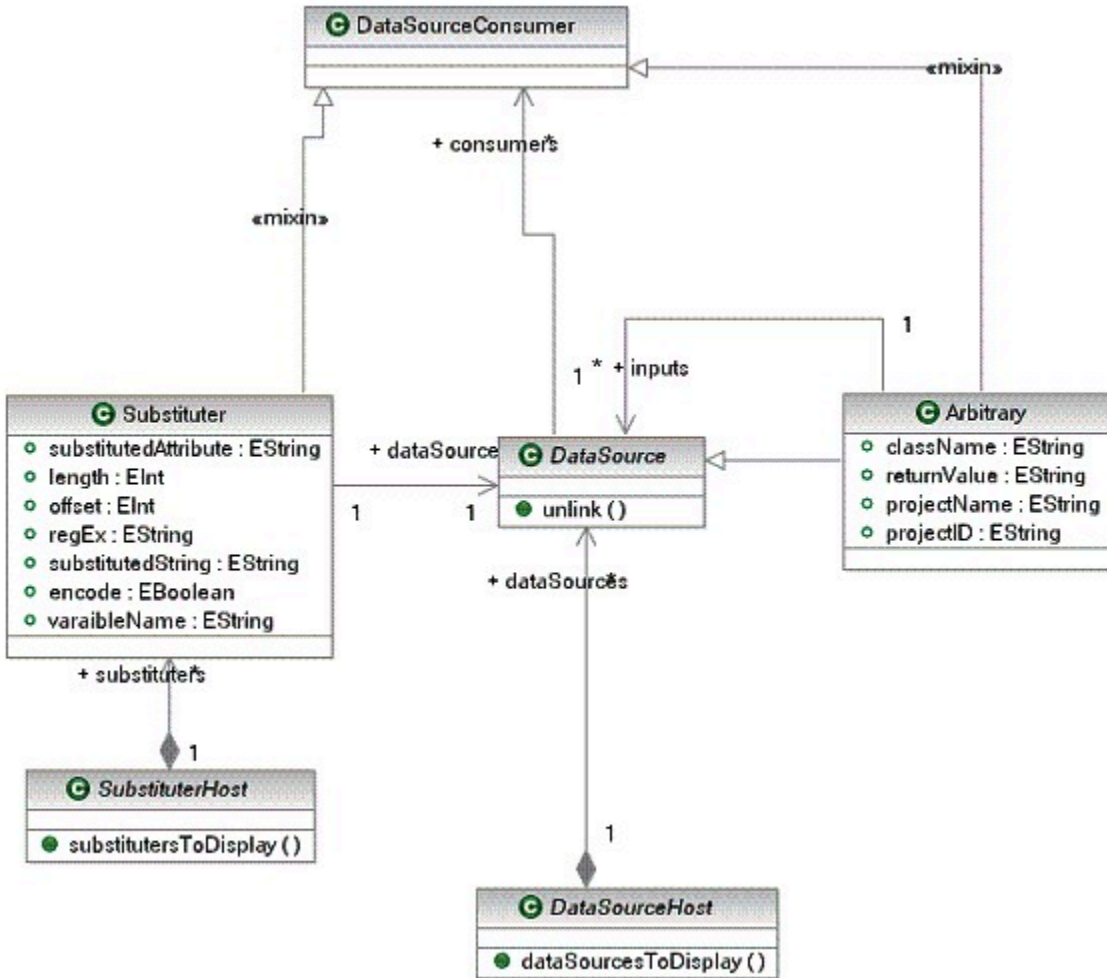 DataSourceConsumer
«mixin»
+ consumers
*
«mixin»
1
1
*
+ inputs
Substituter
substitutedAttribute : EString
length : EInt
offset : EInt
regEx : EString
substitutedString : EString
encode : EBoolean
varaibleName : EString
+ dataSource
1
1
DataSource
unlink ( )
Arbitrary
className : EString
returnValue : EString
projectName : EString
projectID : EString
+ dataSources
*
+ substituters
*
1
SubstituterHost
substitutersToDisplay ( )
1
DataSourceHost
dataSourcesToDisplay ( )